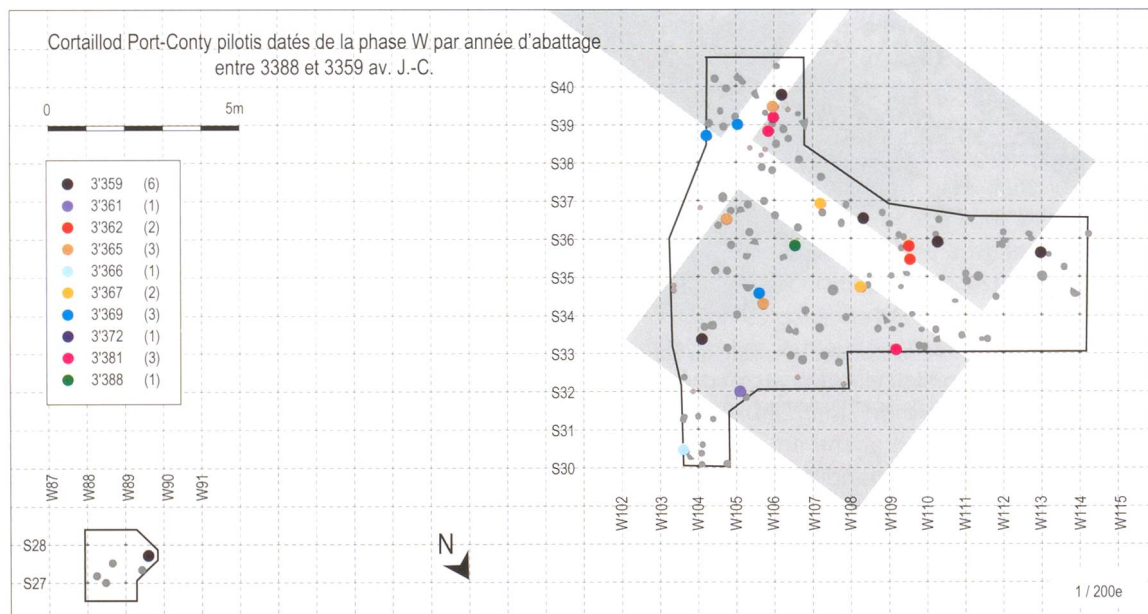 Cortaillod Port-Conty pilotis datés de la phase W par année d'abattage
entre 3388 et 3359 av. J.-C.
0 5m
3'359 (6)
3'361 (1)
3'362 (2)
3'365 (3)
3'366 (1)
3'367 (2)
3'369 (3)
3'372 (1)
3'381 (3)
3'388 (1)
S40
S39
S38
S37
S36
S35
S34
S33
S32
S31
S30
W102 W103 W104 W105 W106 W107 W108 W109 W110 W111 W112 W113 W114 W115
W87 W88 W89 W90 W91
S28
S27
N
1 / 200e